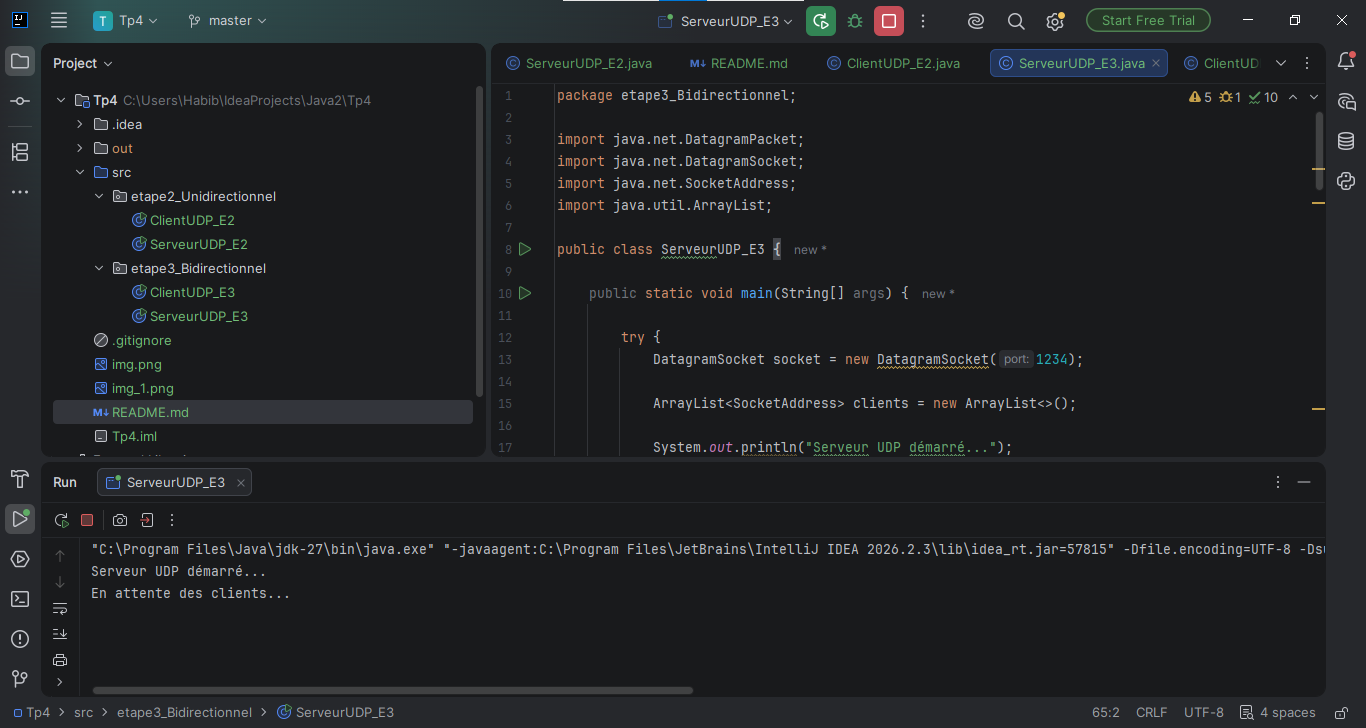 T Tp4 master ServeurUDP_E3 Start Free Trial
Project
ServeurUDP_E2.java README.md ClientUDP_E2.java ServeurUDP_E3.java ClientUD
Tp4 C:\Users\Habib\IdeaProjects\Java2\Tp4
.idea
out
src
etape2_Unidirectionnel
ClientUDP_E2
ServeurUDP_E2
etape3_Bidirectionnel
ClientUDP_E3
ServeurUDP_E3
.gitignore
img.png
img_1.png
README.md
Tp4.iml
5 1 10
1 package etape3_Bidirectionnel;
2
3 import java.net.DatagramPacket;
4 import java.net.DatagramSocket;
5 import java.net.SocketAddress;
6 import java.util.ArrayList;
7
8 public class ServeurUDP_E3 { new *
9
10 public static void main(String[] args) { new *
11
12 try {
13 DatagramSocket socket = new DatagramSocket( port: 1234);
14
15 ArrayList<SocketAddress> clients = new ArrayList<>();
16
17 System.out.println("Serveur UDP démarré...");
Run ServeurUDP_E3
"C:\Program Files\Java\jdk-27\bin\java.exe" "-javaagent:C:\Program Files\JetBrains\IntelliJ IDEA 2026.2.3\lib\idea_rt.jar=57815" -Dfile.encoding=UTF-8 -Dsu
Serveur UDP démarré...
En attente des clients...
Tp4 > src > etape3_Bidirectionnel > ServeurUDP_E3 65:2 CRLF UTF-8 4 spaces